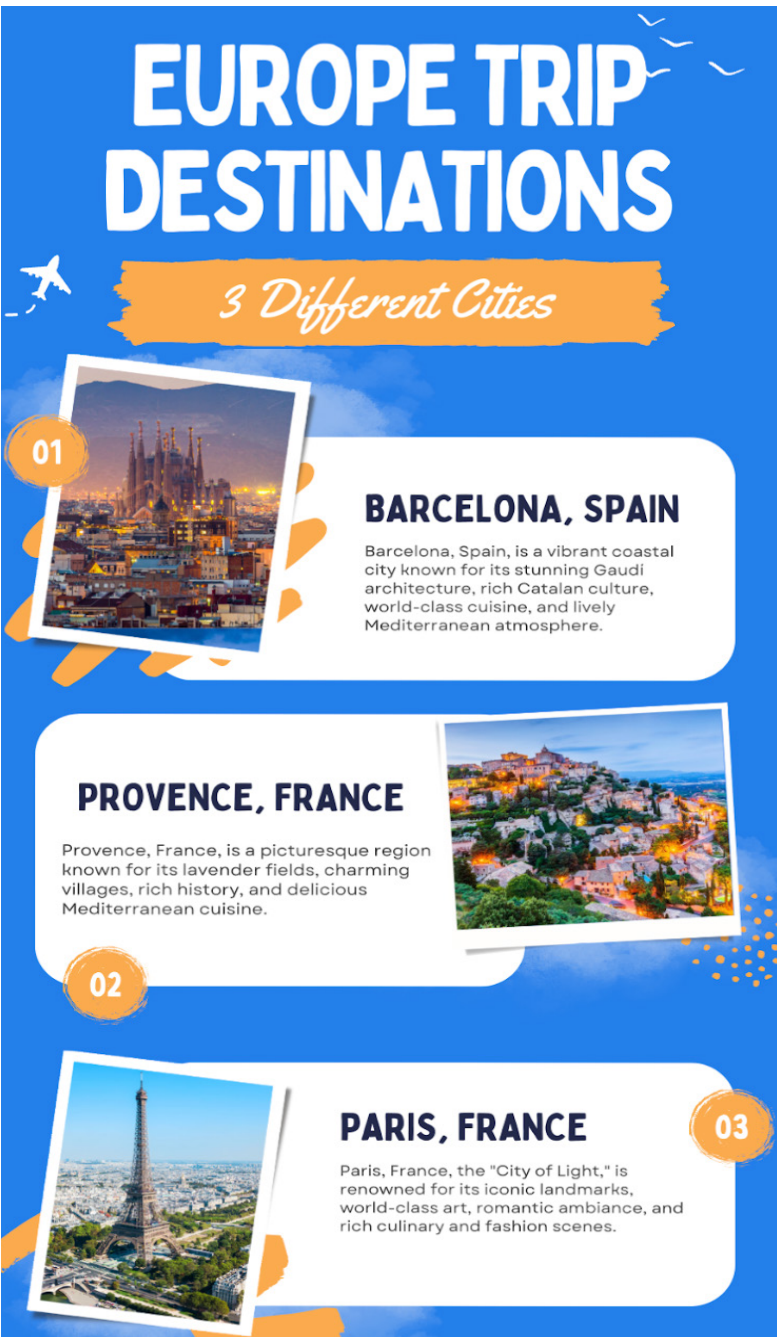 EUROPE TRIP
DESTINATIONS
3 Different Cities
01
BARCELONA, SPAIN
Barcelona, Spain, is a vibrant coastal
city known for its stunning Gaudí
architecture, rich Catalan culture,
world-class cuisine, and lively
Mediterranean atmosphere.
PROVENCE, FRANCE
Provence, France, is a picturesque region
known for its lavender fields, charming
villages, rich history, and delicious
Mediterranean cuisine.
02
PARIS, FRANCE
03
Paris, France, the "City of Light," is
renowned for its iconic landmarks,
world-class art, romantic ambiance, and
rich culinary and fashion scenes.